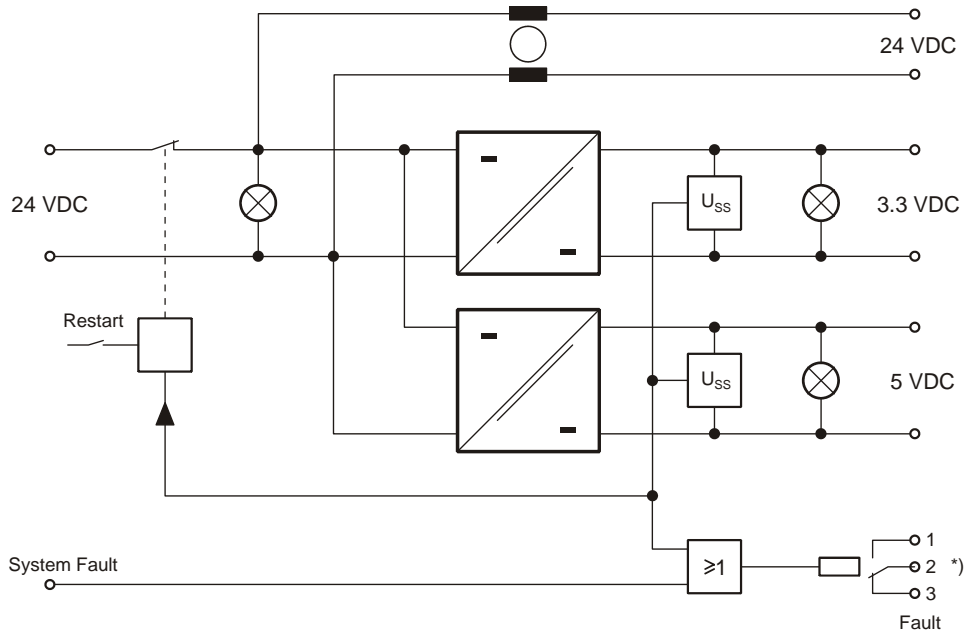 24 VDC
24 VDC
U_SS
3.3 VDC
Restart
U_SS
5 VDC
System Fault
≥1
1
2 *)
3
Fault